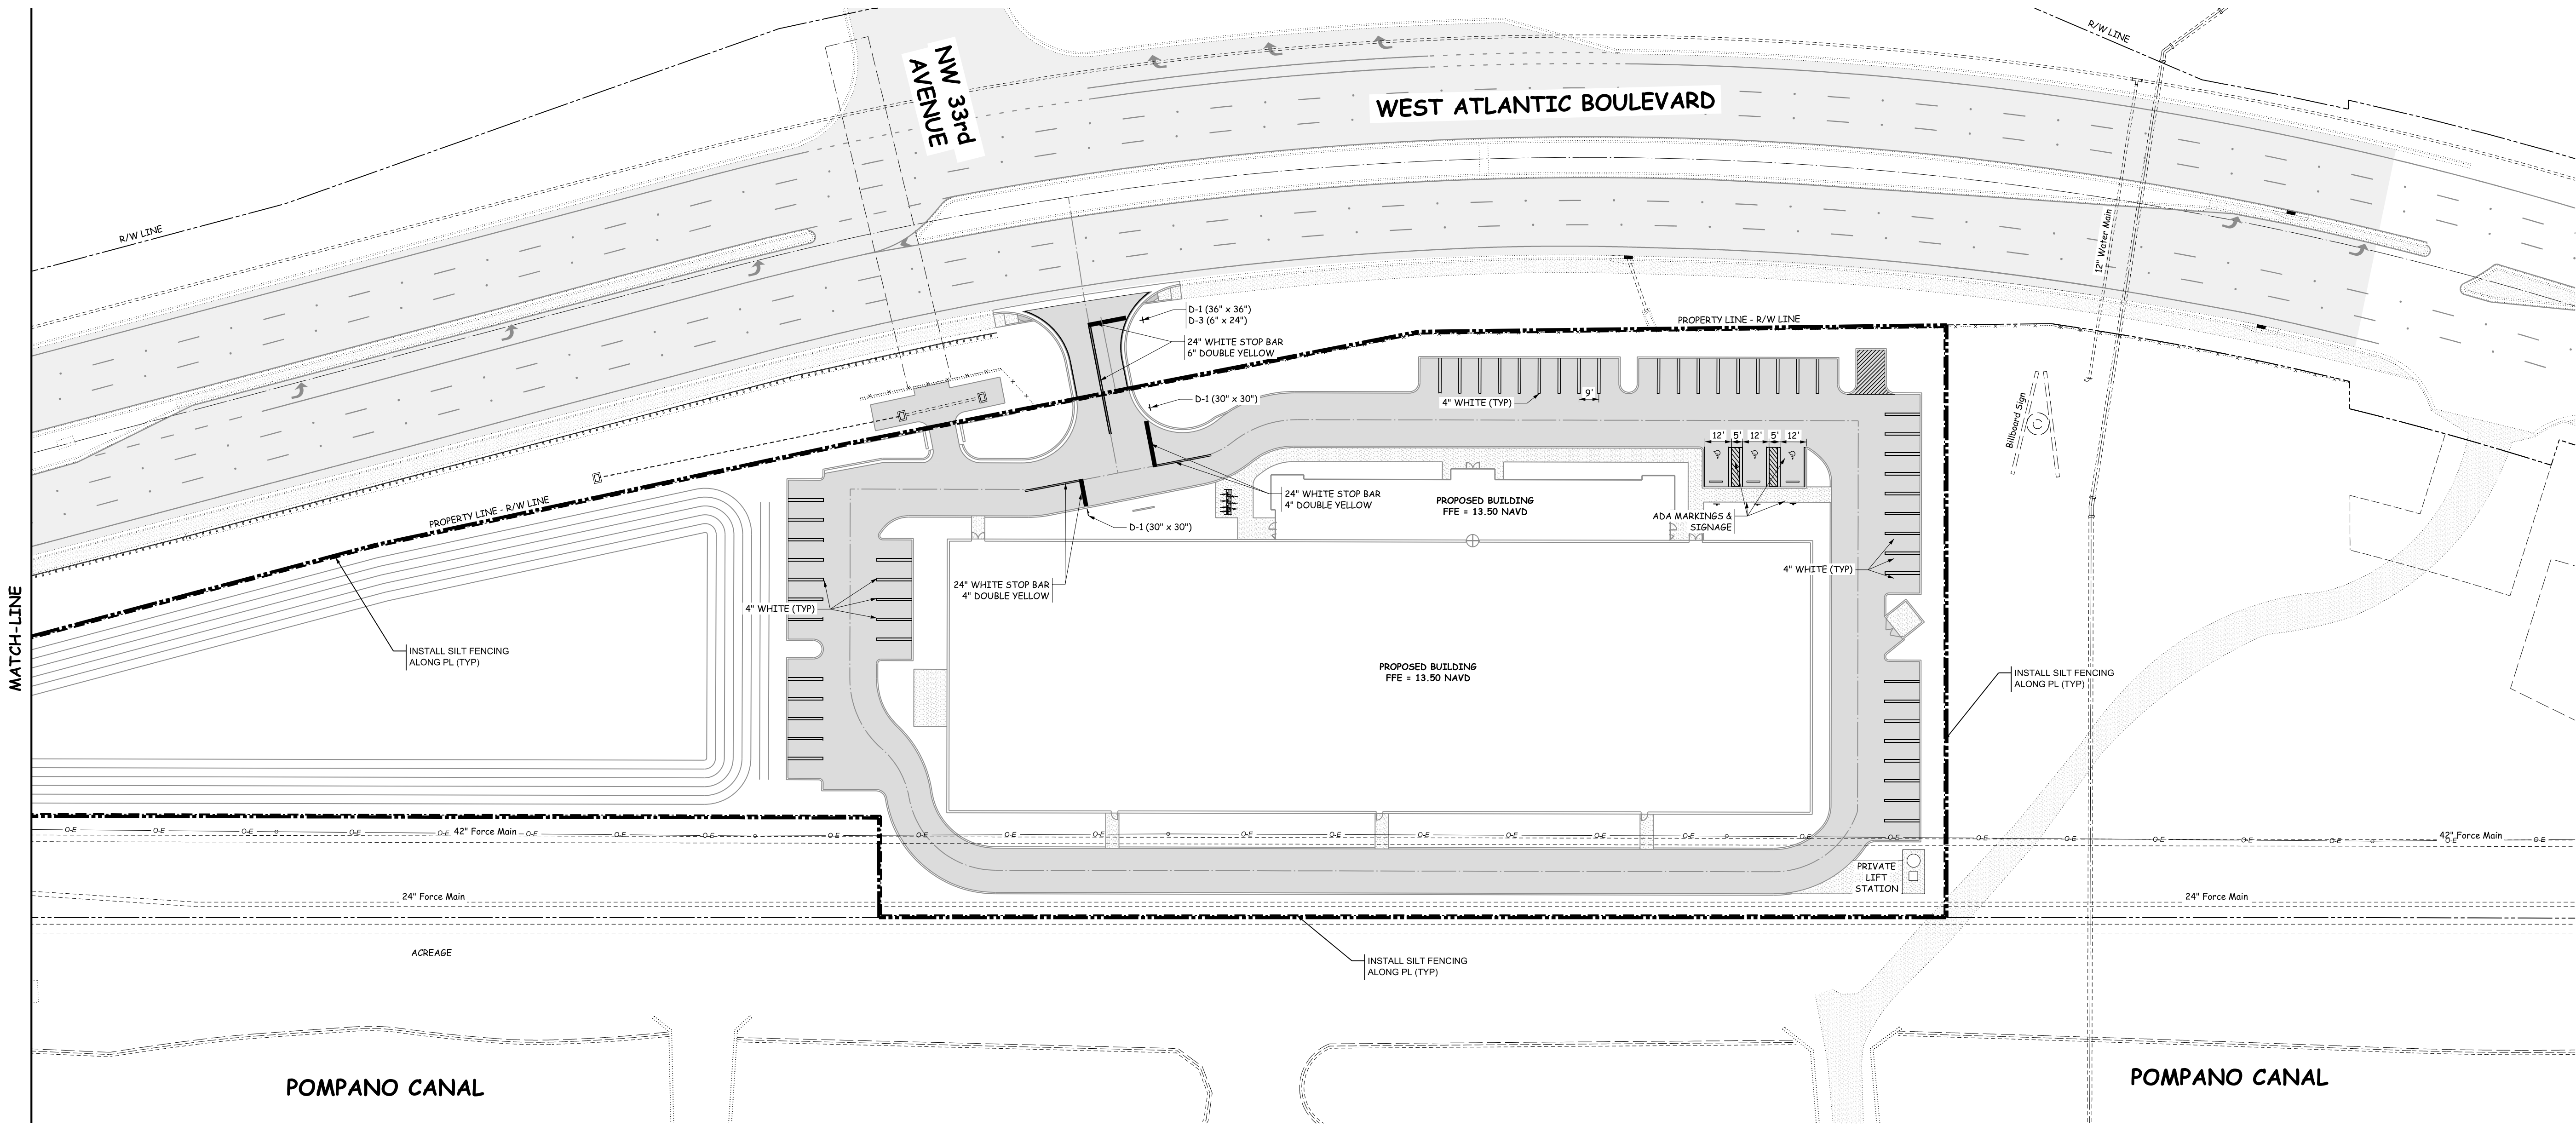 R/W LINE
NW 33rd
AVENUE
WEST ATLANTIC BOULEVARD
R/W LINE
12" Water Main
D-1 (36" x 36")
D-3 (6" x 24")
24" WHITE STOP BAR
6" DOUBLE YELLOW
PROPERTY LINE - R/W LINE
D-1 (30" x 30")
4" WHITE (TYP)
9'
Billboard Sign
12' 5' 12' 5' 12'
24" WHITE STOP BAR
4" DOUBLE YELLOW
PROPOSED BUILDING
FFE = 13.50 NAVD
ADA MARKINGS &
SIGNAGE
PROPERTY LINE - R/W LINE
D-1 (30" x 30")
24" WHITE STOP BAR
4" DOUBLE YELLOW
4" WHITE (TYP)
4" WHITE (TYP)
MATCH-LINE
INSTALL SILT FENCING
ALONG PL (TYP)
PROPOSED BUILDING
FFE = 13.50 NAVD
INSTALL SILT FENCING
ALONG PL (TYP)
O-E O-E O-E O-E O-E 42" Force Main O-E O-E O-E O-E O-E O-E O-E O-E O-E O-E O-E O-E O-E O-E O-E O-E O-E O-E O-E 42" Force Main O-E O-E
PRIVATE
LIFT
STATION
24" Force Main
24" Force Main
ACREAGE
INSTALL SILT FENCING
ALONG PL (TYP)
POMPANO CANAL
POMPANO CANAL